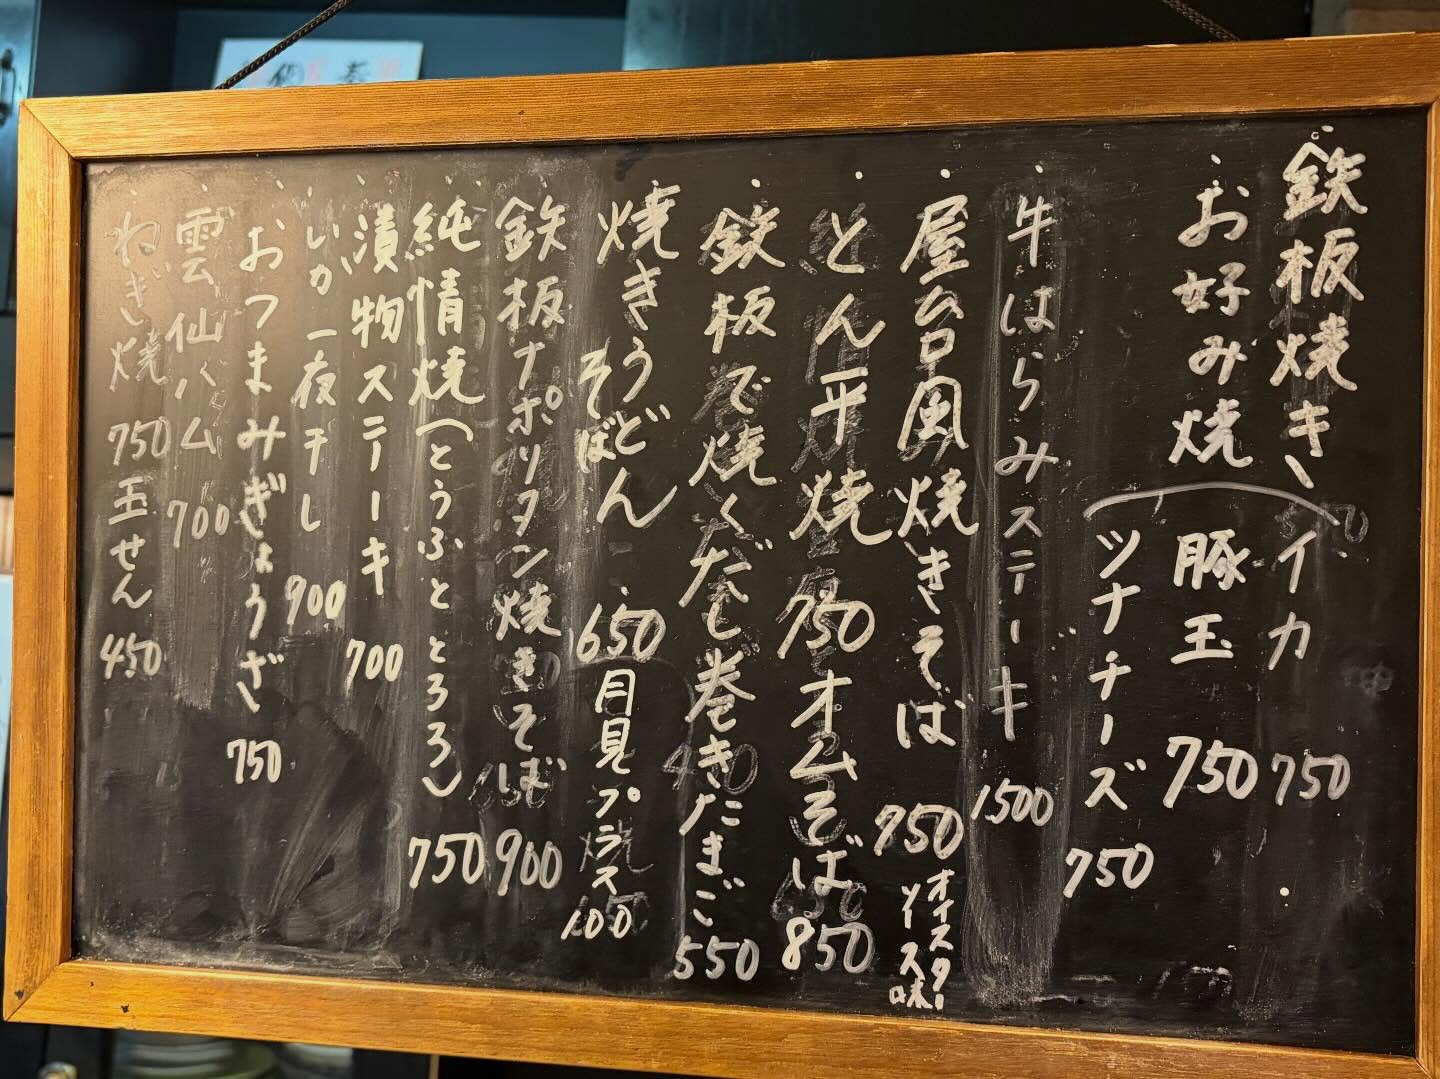 鉄板焼き
お好み焼
イカ 750
豚玉 750
ツナチーズ 750
牛はらみステーキ 1500
屋台風焼きそば 750 オイスターソース味
とん平焼 750 オムそば 850
鉄板で焼くだし巻きたまご 550
焼きうどん
そば 650 月見プラス 100
鉄板ナポリタン焼きそば 900
純情焼(とうふととろろ) 750
漬物ステーキ 700
いか一夜干し 900
おつまみぎょうざ 750
雲仙ハム 700
ねぎ焼 750 玉せん 450